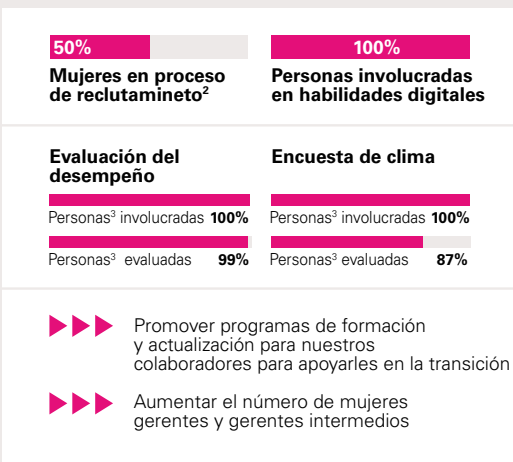 50%
100%
Mujeres en proceso
de reclutamineto²
Personas involucradas
en habilidades digitales
Evaluación del
desempeño
Personas³ involucradas 100%
Personas³ evaluadas 99%
Encuesta de clima
Personas³ involucradas 100%
Personas³ evaluadas 87%
Promover programas de formación
y actualización para nuestros
colaboradores para apoyarles en la transición
Aumentar el número de mujeres
gerentes y gerentes intermedios